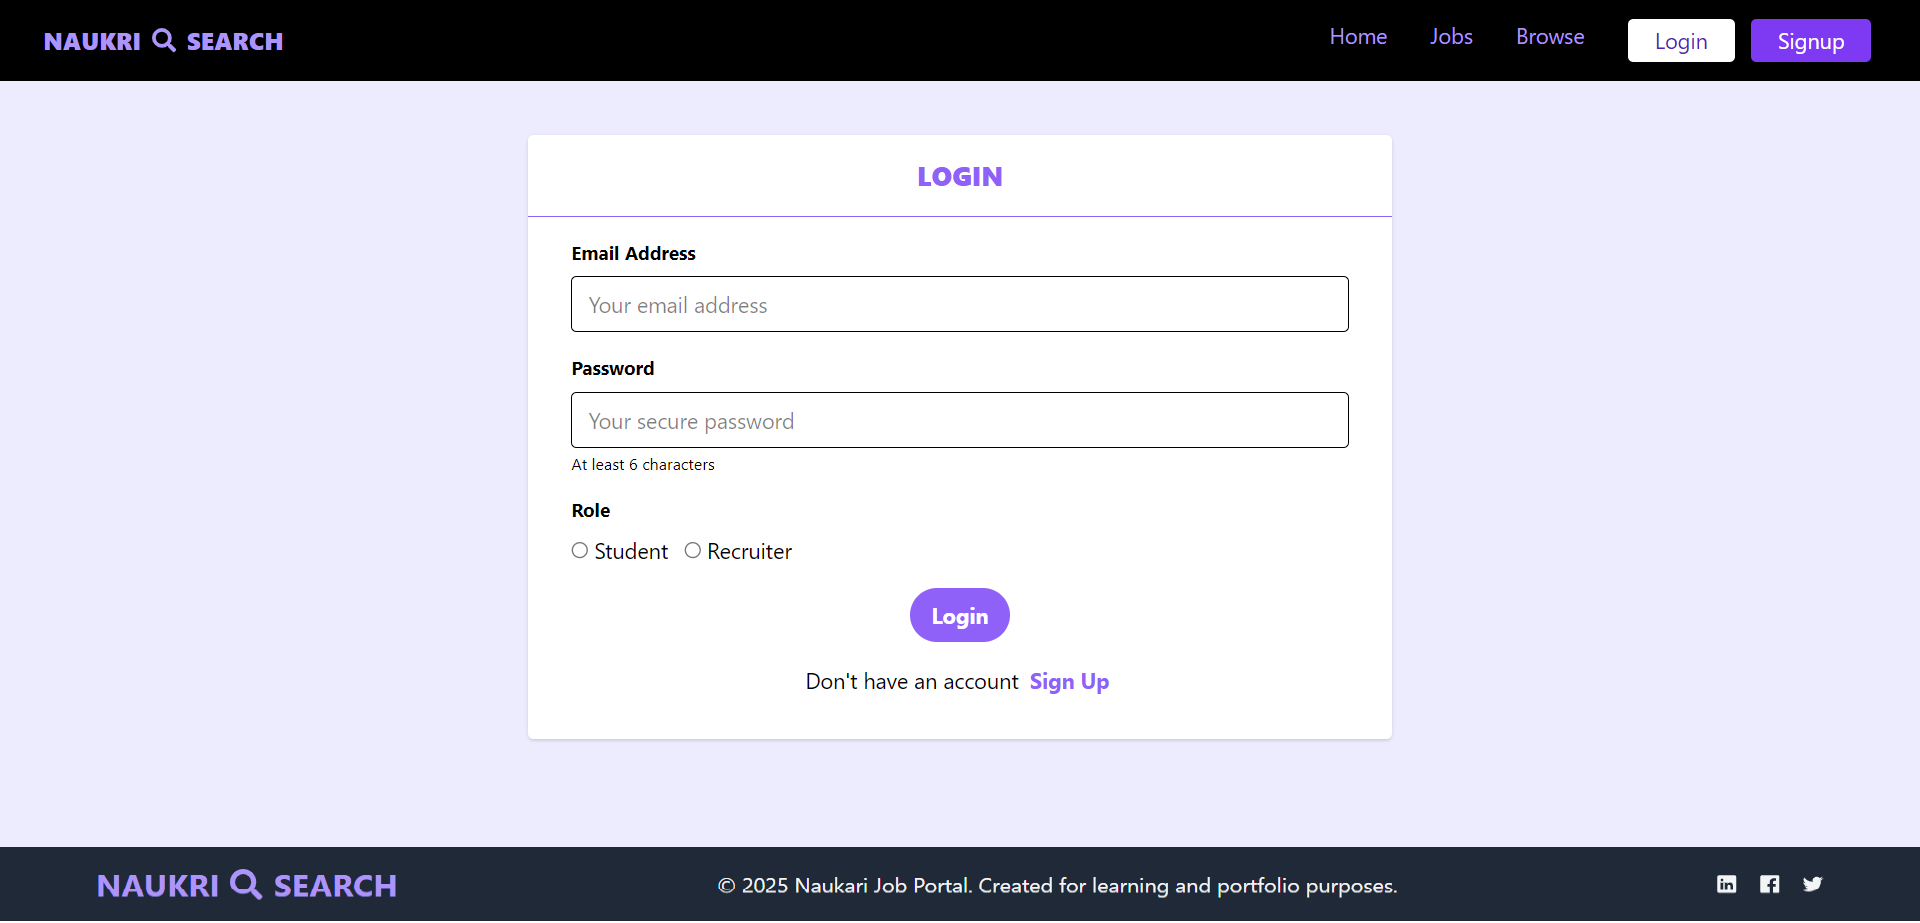 NAUKRI SEARCH
Home Jobs Browse Login Signup
LOGIN
Email Address
Your email address
Password
Your secure password
At least 6 characters
Role
Student Recruiter
Login
Don't have an account Sign Up
NAUKRI SEARCH
© 2025 Naukari Job Portal. Created for learning and portfolio purposes.